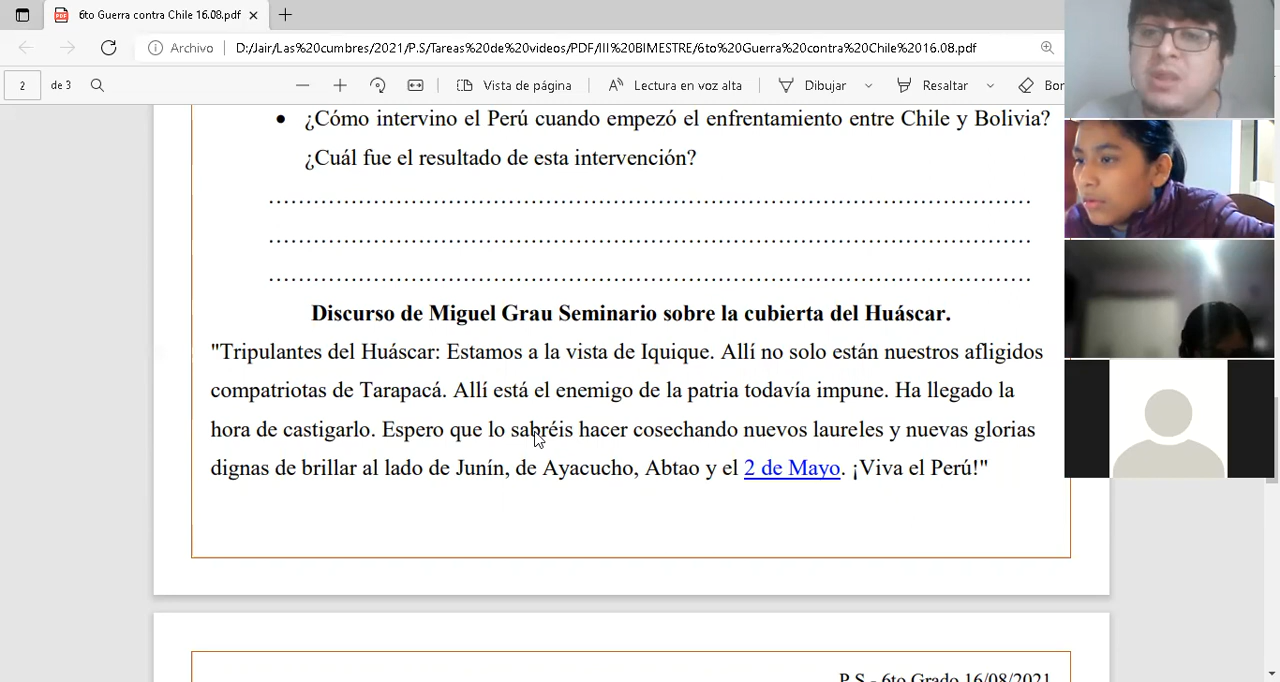 6to Guerra contra Chile 16.08.pdf
Archivo D:/Jair/Las%20cumbres/2021/P.S/Tareas%20de%20videos/PDF/III%20BIMESTRE/6to%20Guerra%20contra%20Chile%2016.08.pdf
2 de 3 Vista de página Lectura en voz alta Dibujar Resaltar Bor
• ¿Cómo intervino el Perú cuando empezó el enfrentamiento entre Chile y Bolivia?
¿Cuál fue el resultado de esta intervención?
Discurso de Miguel Grau Seminario sobre la cubierta del Huáscar.
"Tripulantes del Huáscar: Estamos a la vista de Iquique. Allí no solo están nuestros afligidos
compatriotas de Tarapacá. Allí está el enemigo de la patria todavía impune. Ha llegado la
hora de castigarlo. Espero que lo sabréis hacer cosechando nuevos laureles y nuevas glorias
dignas de brillar al lado de Junín, de Ayacucho, Abtao y el 2 de Mayo. ¡Viva el Perú!"
P.S - 6to Grado 16/08/2021